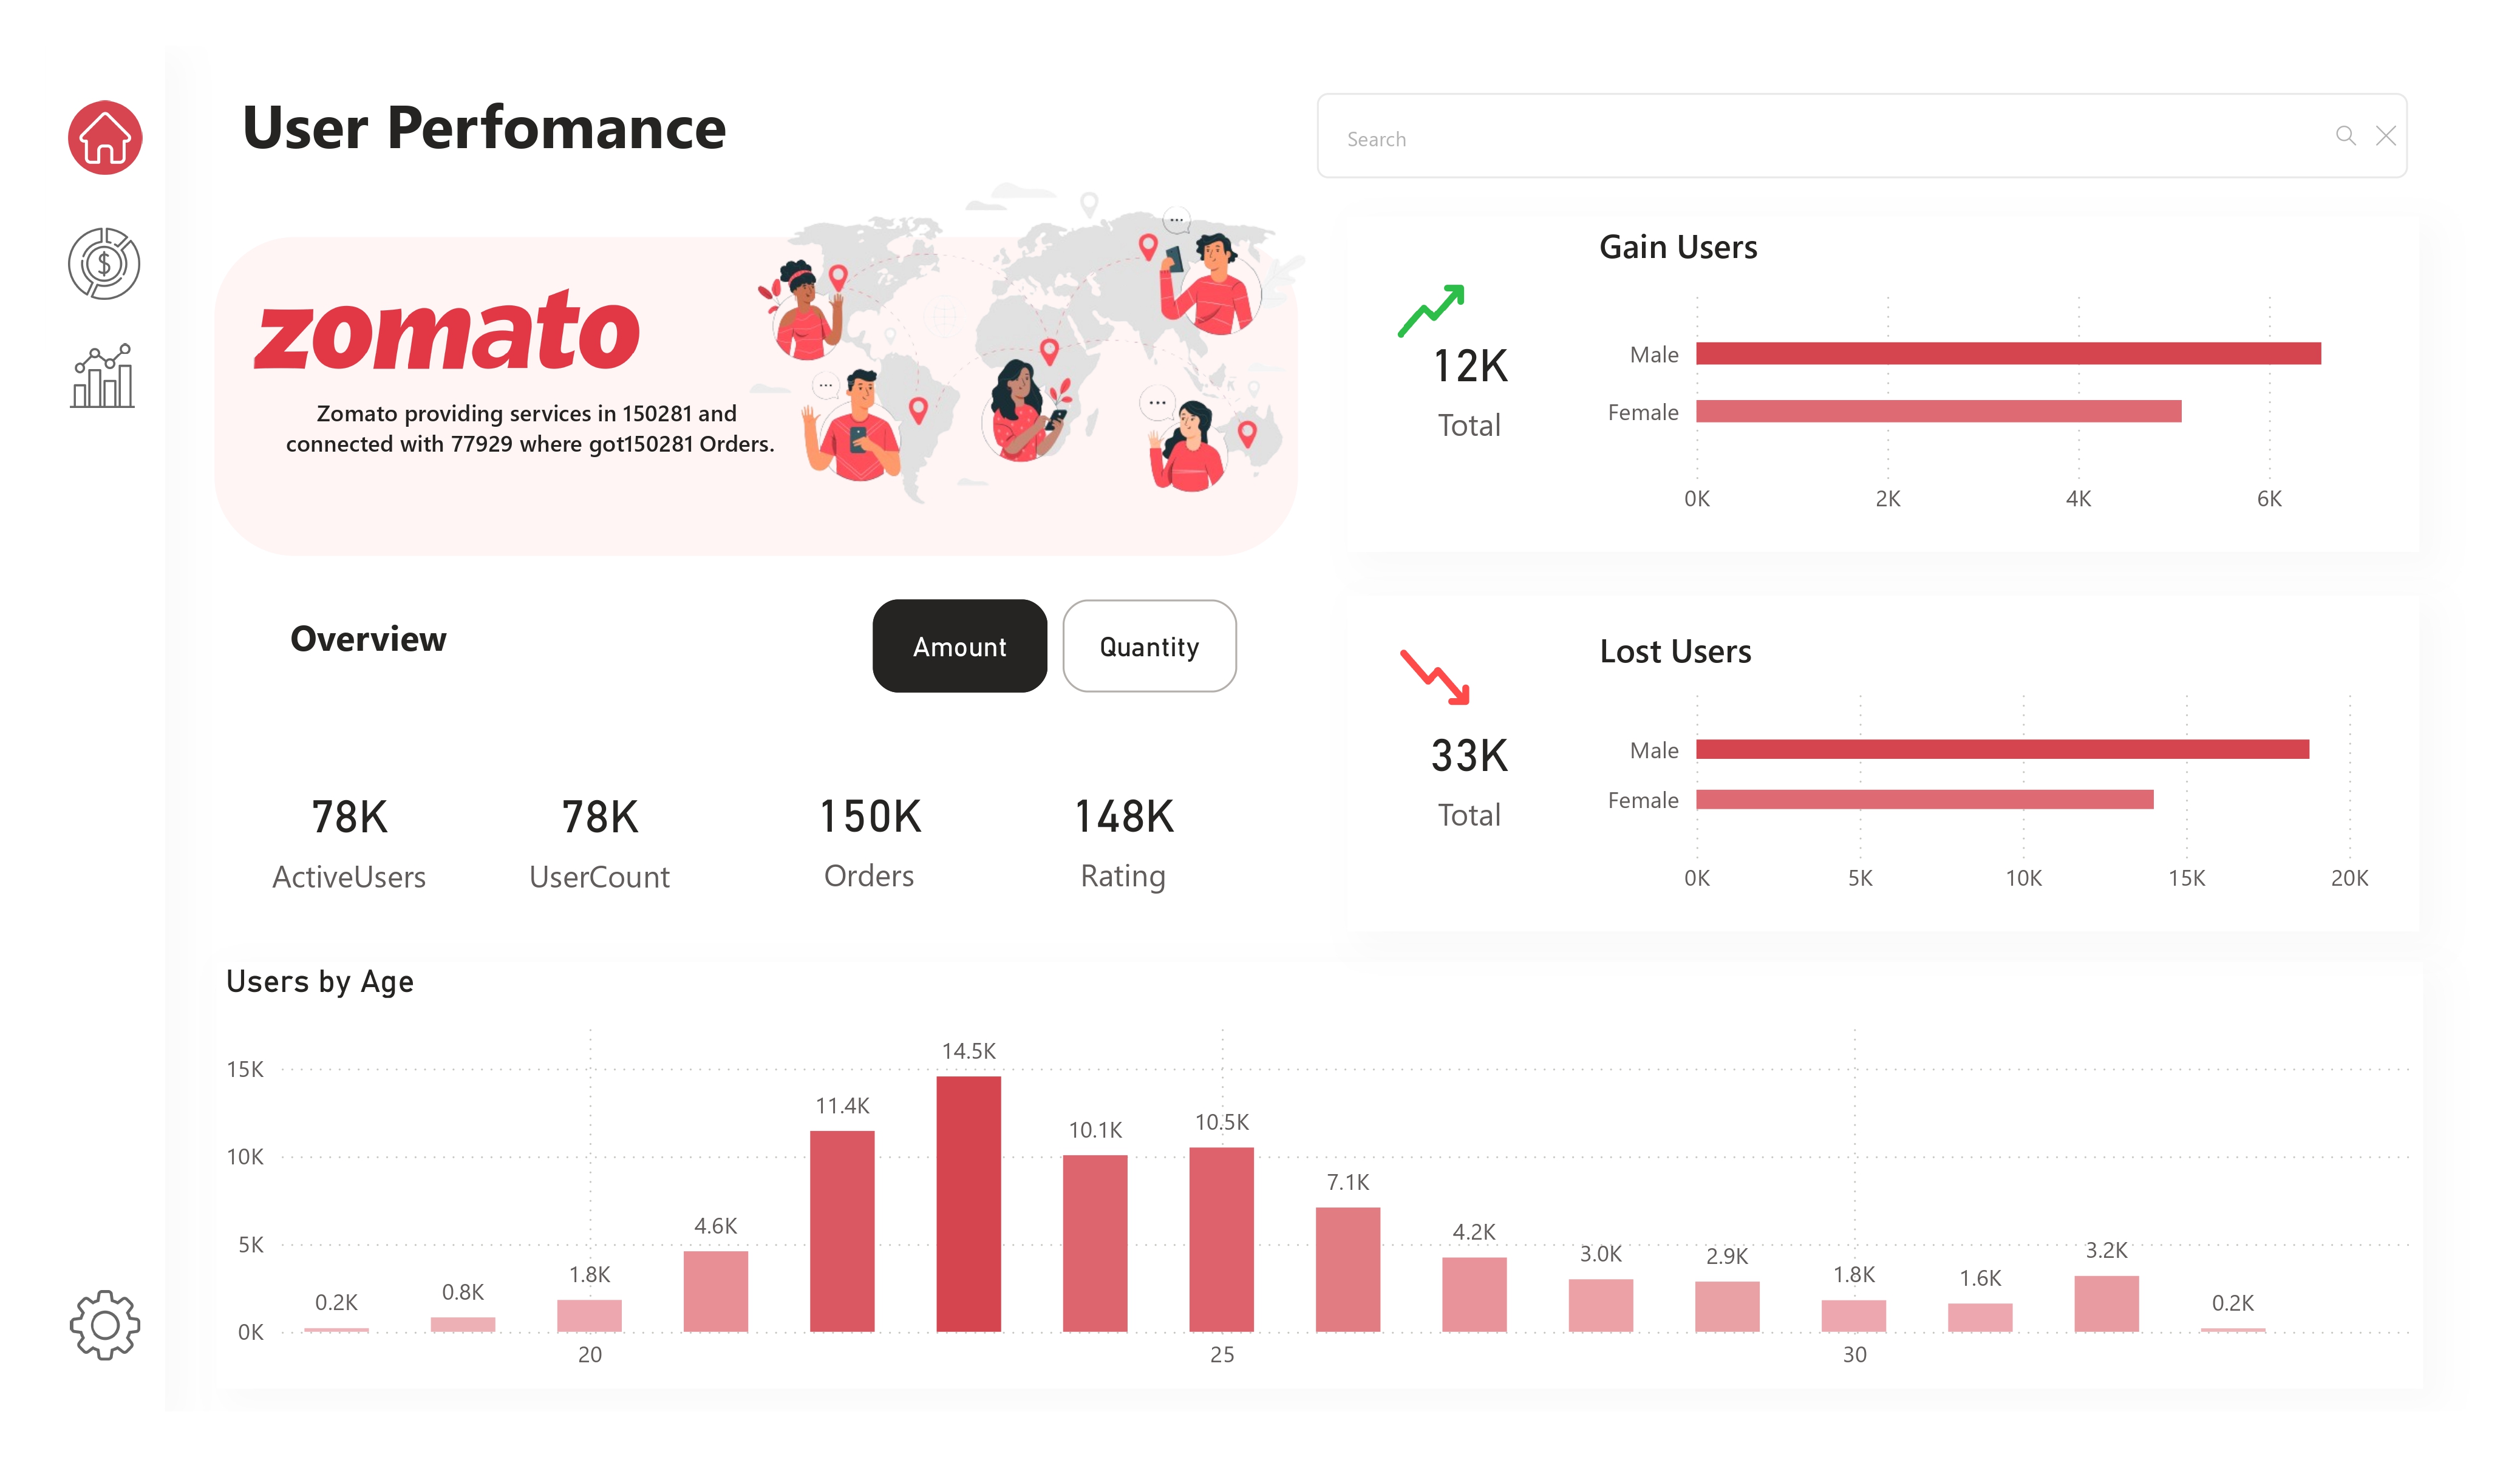 User Perfomance
Search
zomato
Zomato providing services in 150281 and
connected with 77929 where got150281 Orders.
Gain Users
12K
Total
Male
Female
0K 2K 4K 6K
Overview
Amount
Quantity
Lost Users
33K
Total
Male
Female
0K 5K 10K 15K 20K
78K
ActiveUsers
78K
UserCount
150K
Orders
148K
Rating
Users by Age
15K
10K
5K
0K
0.2K 0.8K 1.8K 4.6K 11.4K 14.5K 10.1K 10.5K 7.1K 4.2K 3.0K 2.9K 1.8K 1.6K 3.2K 0.2K
20 25 30